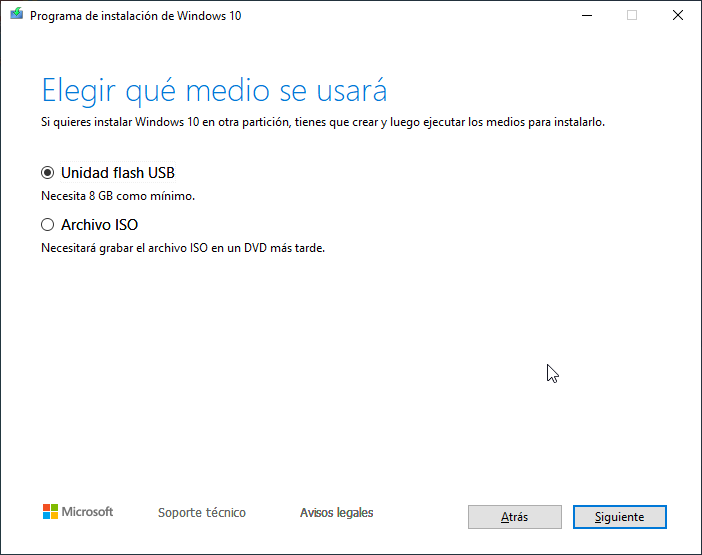 Programa de instalación de Windows 10
Elegir qué medio se usará
Si quieres instalar Windows 10 en otra partición, tienes que crear y luego ejecutar los medios para instalarlo.
Unidad flash USB
Necesita 8 GB como mínimo.
Archivo ISO
Necesitará grabar el archivo ISO en un DVD más tarde.
Microsoft Soporte técnico Avisos legales Atrás Siguiente